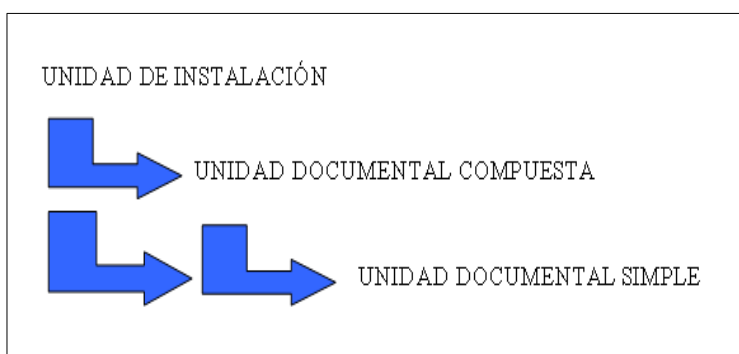 UNIDAD DE INSTALACIÓN
UNIDAD DOCUMENTAL COMPUESTA
UNIDAD DOCUMENTAL SIMPLE